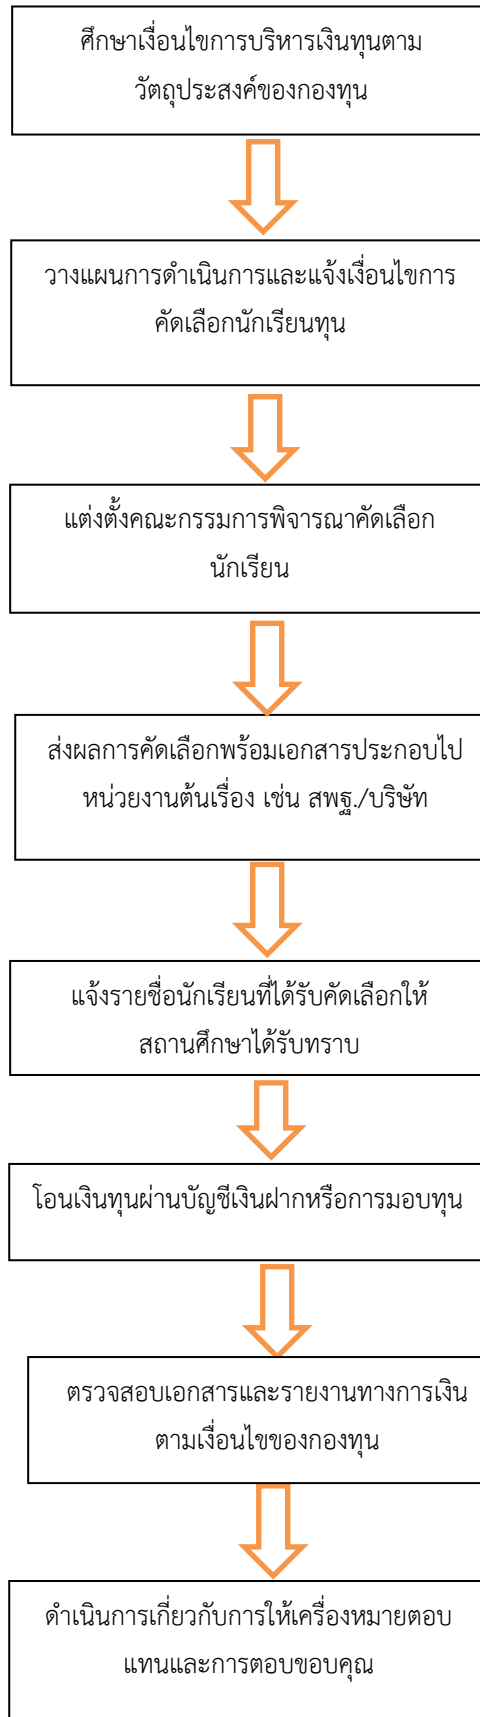 ศึกษาเงื่อนไขการบริหารเงินทุนตาม
วัตถุประสงค์ของกองทุน
วางแผนการดำเนินการและแจ้งเงื่อนไขการ
คัดเลือกนักเรียนทุน
แต่งตั้งคณะกรรมการพิจารณาคัดเลือก
นักเรียน
ส่งผลการคัดเลือกพร้อมเอกสารประกอบไป
หน่วยงานต้นเรื่อง เช่น สพฐ./บริษัท
แจ้งรายชื่อนักเรียนที่ได้รับคัดเลือกให้
สถานศึกษาได้รับทราบ
โอนเงินทุนผ่านบัญชีเงินฝากหรือการมอบทุน
ตรวจสอบเอกสารและรายงานทางการเงิน
ตามเงื่อนไขของกองทุน
ดำเนินการเกี่ยวกับการให้เครื่องหมายตอบ
แทนและการตอบขอบคุณ